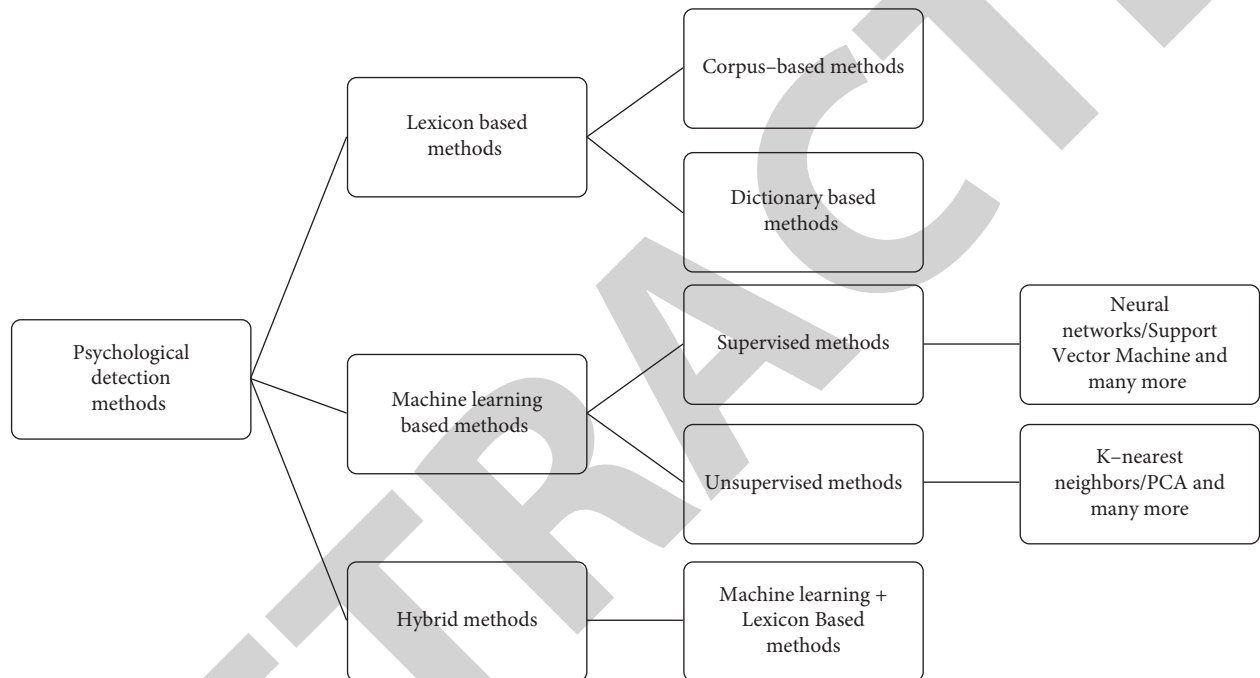 Corpus–based methods
Lexicon based
methods
Dictionary based
methods
Psychological
detection
methods
Supervised methods
Neural
networks/Support
Vector Machine and
many more
Machine learning
based methods
Unsupervised methods
K–nearest
neighbors/PCA and
many more
Hybrid methods
Machine learning +
Lexicon Based
methods
TRACTE